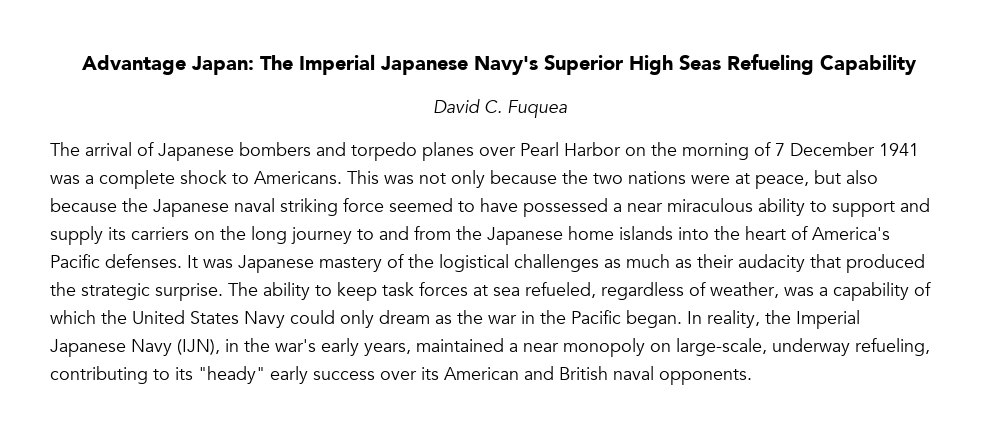 Advantage Japan: The Imperial Japanese Navy's Superior High Seas Refueling Capability
David C. Fuquea
The arrival of Japanese bombers and torpedo planes over Pearl Harbor on the morning of 7 December 1941
was a complete shock to Americans. This was not only because the two nations were at peace, but also
because the Japanese naval striking force seemed to have possessed a near miraculous ability to support and
supply its carriers on the long journey to and from the Japanese home islands into the heart of America's
Pacific defenses. It was Japanese mastery of the logistical challenges as much as their audacity that produced
the strategic surprise. The ability to keep task forces at sea refueled, regardless of weather, was a capability of
which the United States Navy could only dream as the war in the Pacific began. In reality, the Imperial
Japanese Navy (IJN), in the war's early years, maintained a near monopoly on large-scale, underway refueling,
contributing to its "heady" early success over its American and British naval opponents.